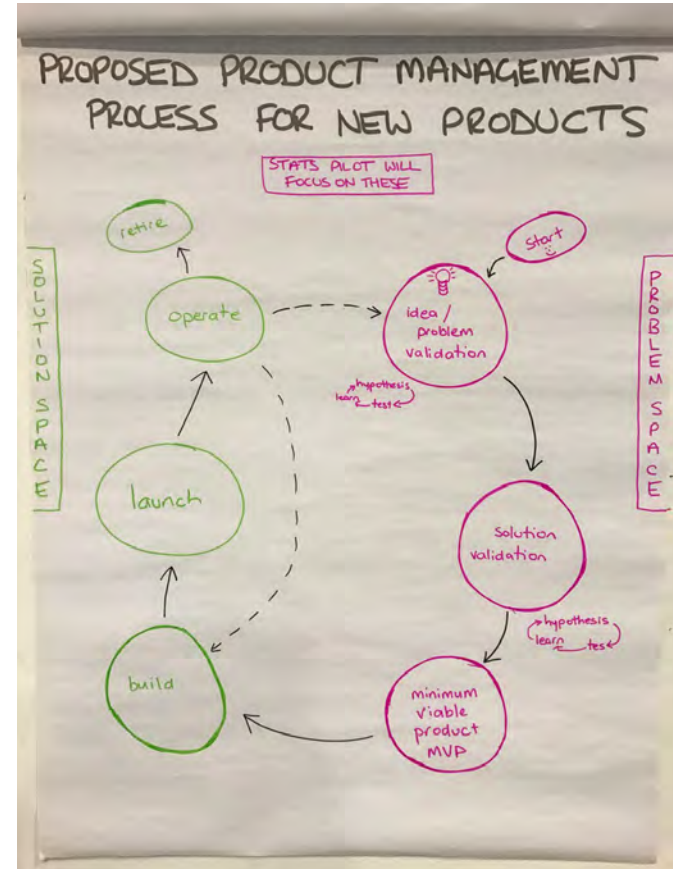 PROPOSED PRODUCT MANAGEMENT
PROCESS FOR NEW PRODUCTS
STATS PILOT WILL
FOCUS ON THESE
retire
start
SOLUTION SPACE
operate
idea /
problem
validation
PROBLEM SPACE
hypothesis
learn test
launch
solution
validation
hypothesis
learn test
build
minimum
viable
product
MVP